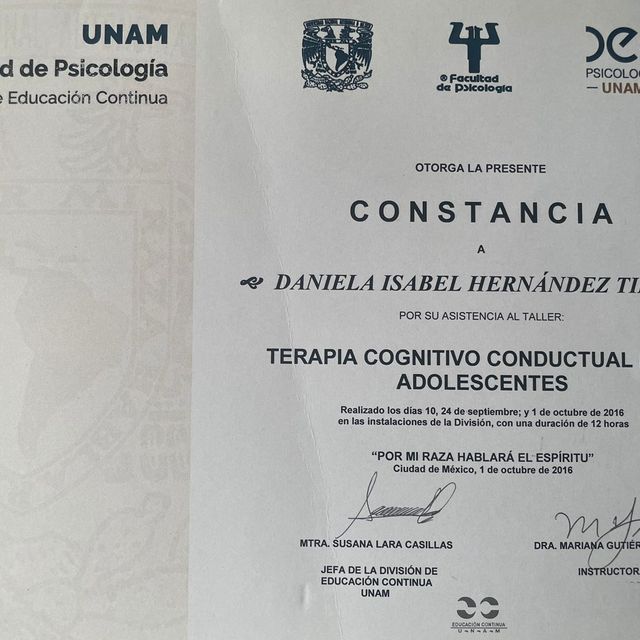 UNAM
d de Psicología
e Educación Continua
® Facultad
de Psicología
PSICOLO
— UNAM
OTORGA LA PRESENTE
CONSTANCIA
A
DANIELA ISABEL HERNÁNDEZ
POR SU ASISTENCIA AL TALLER:
TERAPIA COGNITIVO CONDUCTUAL
ADOLESCENTES
Realizado los días 10, 24 de septiembre; y 1 de octubre de 2016
en las instalaciones de la División, con una duración de 12 horas
“POR MI RAZA HABLARÁ EL ESPÍRITU”
Ciudad de México, 1 de octubre de 2016
MTRA. SUSANA LARA CASILLAS
DRA. MARIANA GUTIÉR
JEFA DE LA DIVISIÓN DE
EDUCACIÓN CONTINUA
UNAM
INSTRUCTOR
EDUCACIÓN CONTINUA
U•N•A•M